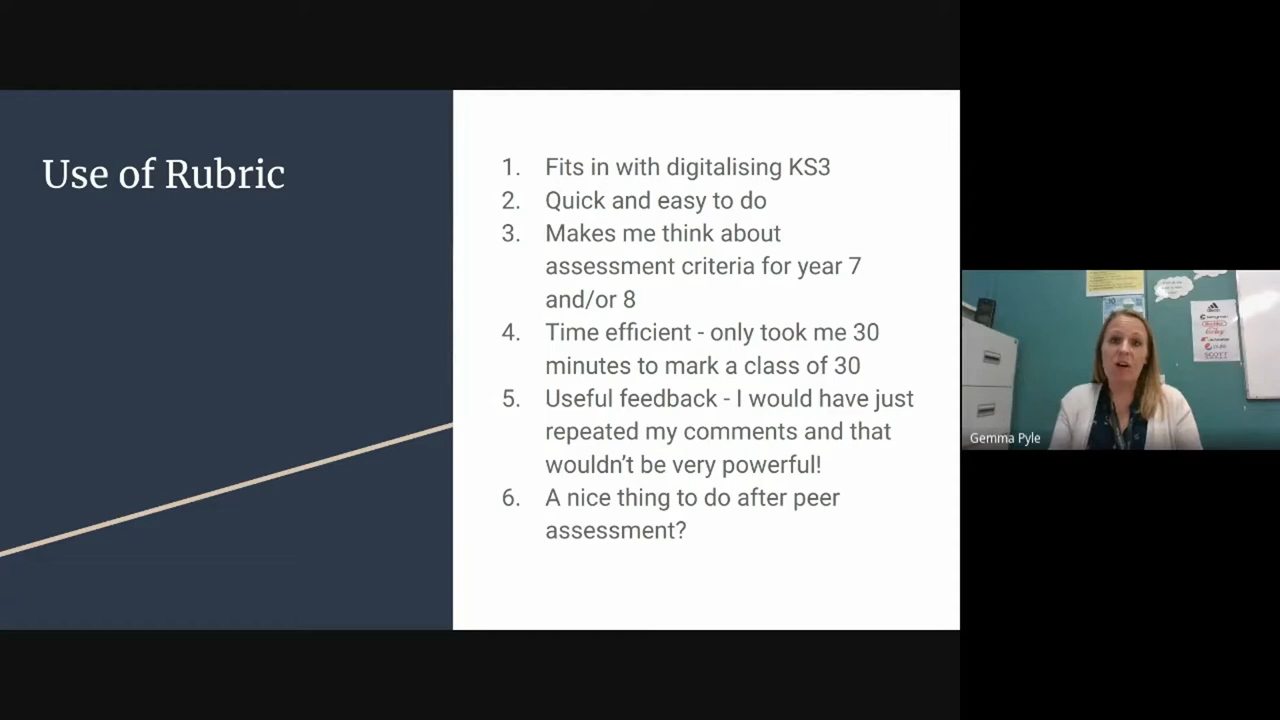 Use of Rubric
1. Fits in with digitalising KS3
2. Quick and easy to do
3. Makes me think about
assessment criteria for year 7
and/or 8
4. Time efficient - only took me 30
minutes to mark a class of 30
5. Useful feedback - I would have just
repeated my comments and that
wouldn't be very powerful!
6. A nice thing to do after peer
assessment?
Gemma Pyle